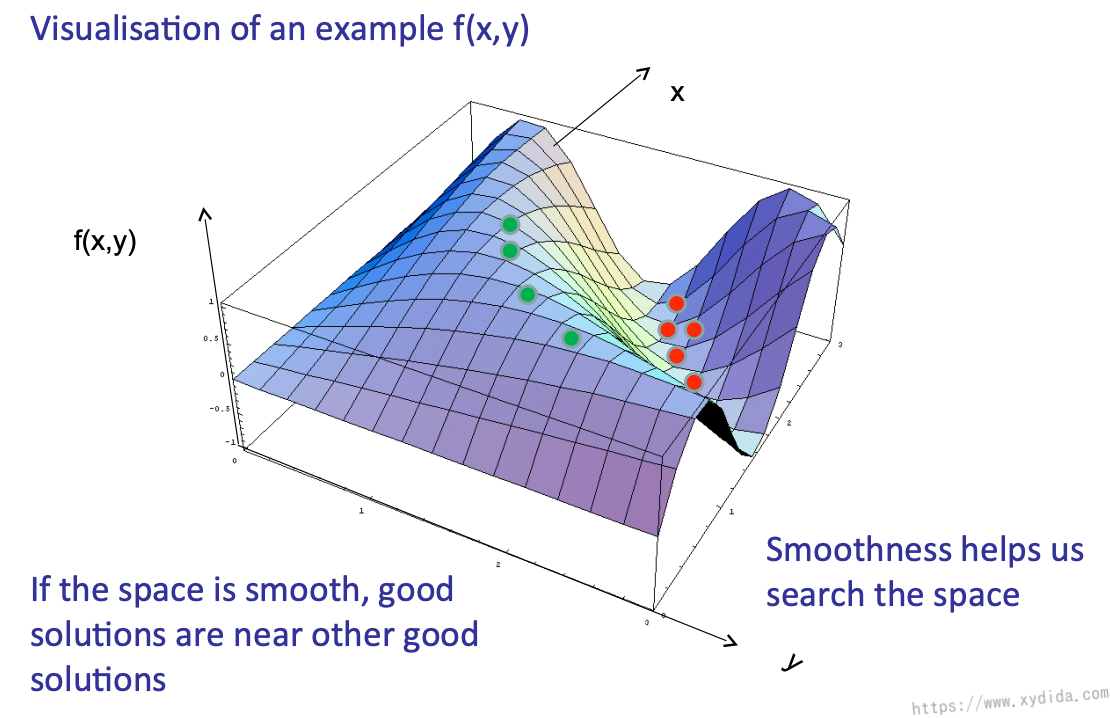 Visualisation of an example f(x,y)
x
f(x,y)
1
0.5
0
-0.5
-1
0
1
2
3
0
1
2
3
y
If the space is smooth, good
solutions are near other good
solutions
Smoothness helps us
search the space
https://www.xydida.com